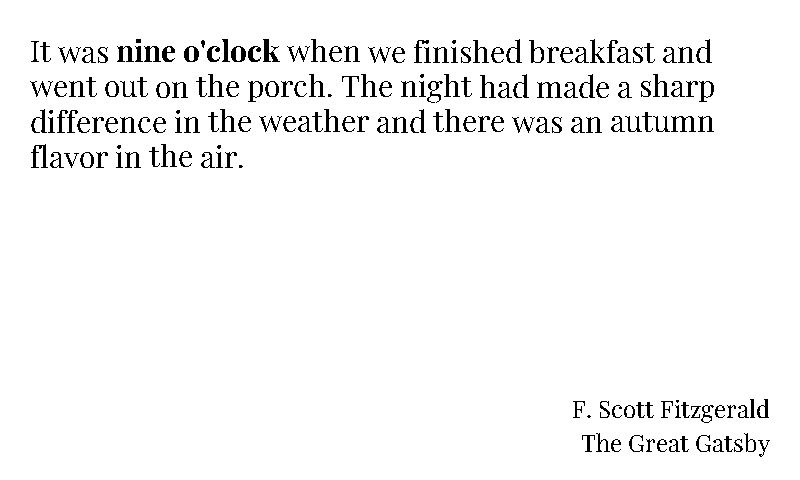 It was nine o'clock when we finished breakfast and
went out on the porch. The night had made a sharp
difference in the weather and there was an autumn
flavor in the air.
F. Scott Fitzgerald
The Great Gatsby